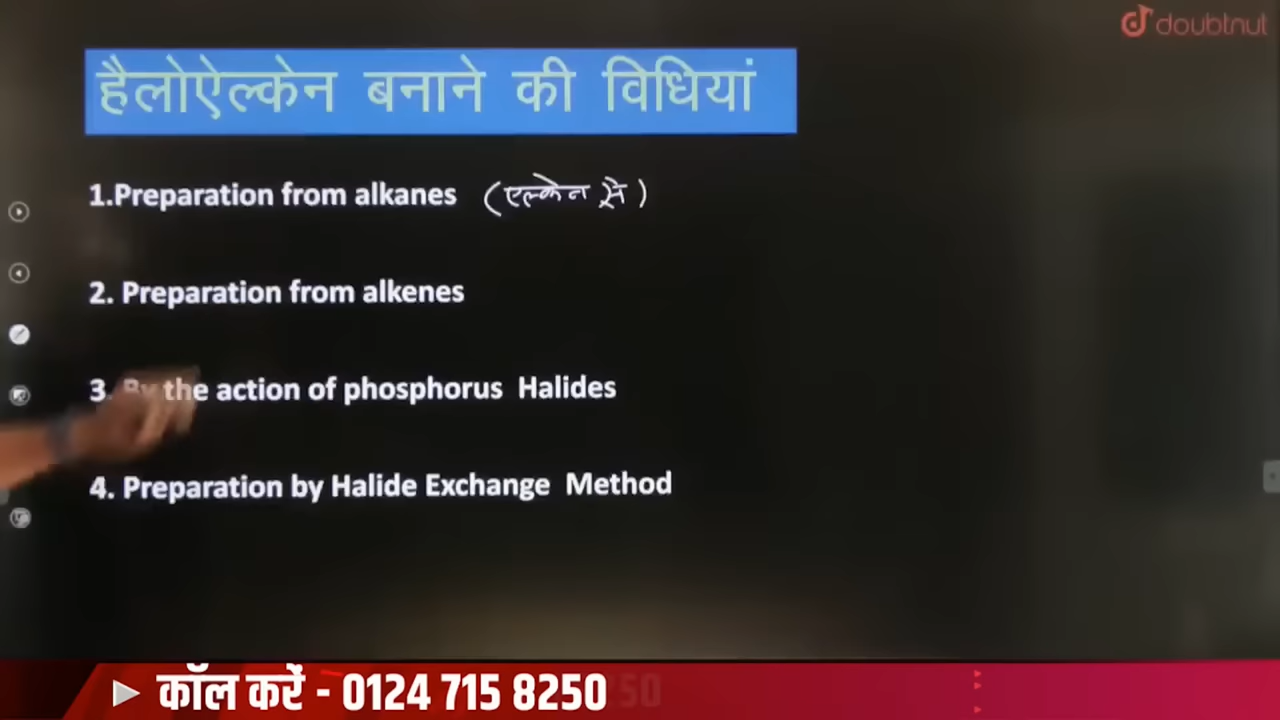 doubtnut
हैलोऐल्केन बनाने की विधियां
1.Preparation from alkanes (एल्केन से)
2. Preparation from alkenes
3. By the action of phosphorus Halides
4. Preparation by Halide Exchange Method
कॉल करें - 0124 715 8250